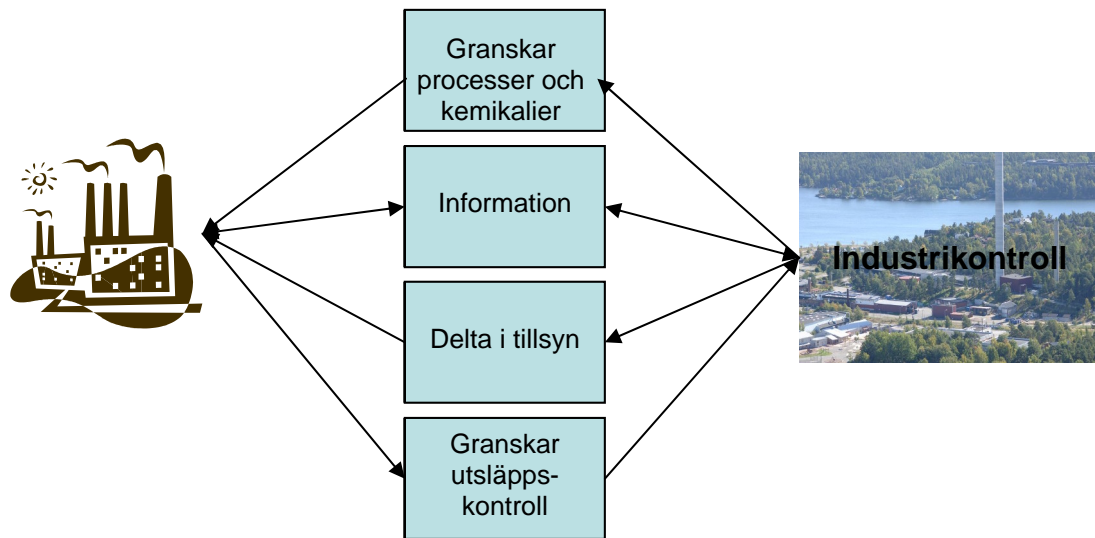 Granskar
processer och
kemikalier
Information
Industrikontroll
Delta i tillsyn
Granskar
utsläpps-
kontroll